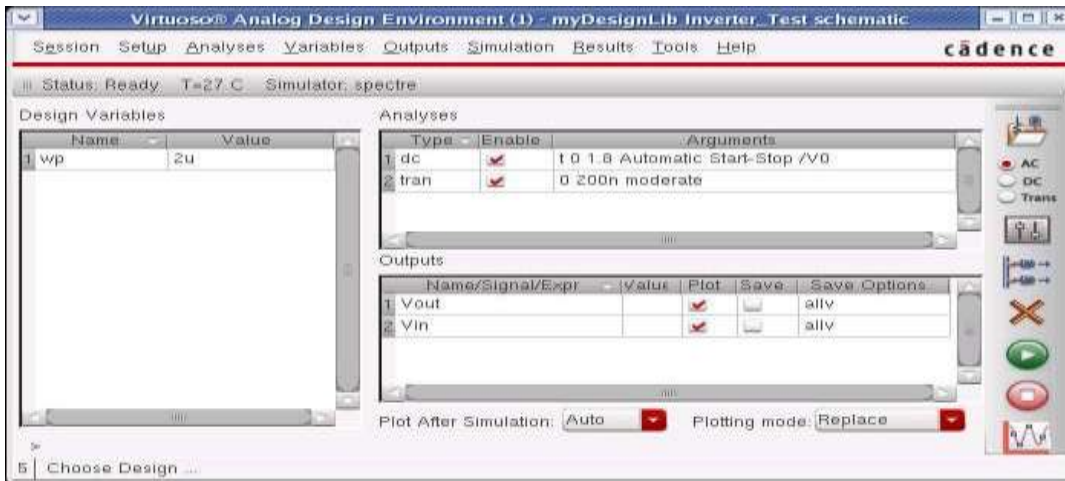 Virtuoso® Analog Design Environment (1) - myDesignLib Inverter_Test schematic
Session Setup Analyses Variables Outputs Simulation Results Tools Help
cādence
Status: Ready T=27 C Simulator: spectre
Design Variables
Name Value
1 wp 2u
Analyses
Type Enable Arguments
1 dc t 0 1.8 Automatic Start-Stop /V0
2 tran 0 200n moderate
Outputs
Name/Signal/Expr Value Plot Save Save Options
1 Vout allv
2 Vin allv
Plot After Simulation: Auto Plotting mode: Replace
AC
DC
Trans
>
5 Choose Design ...